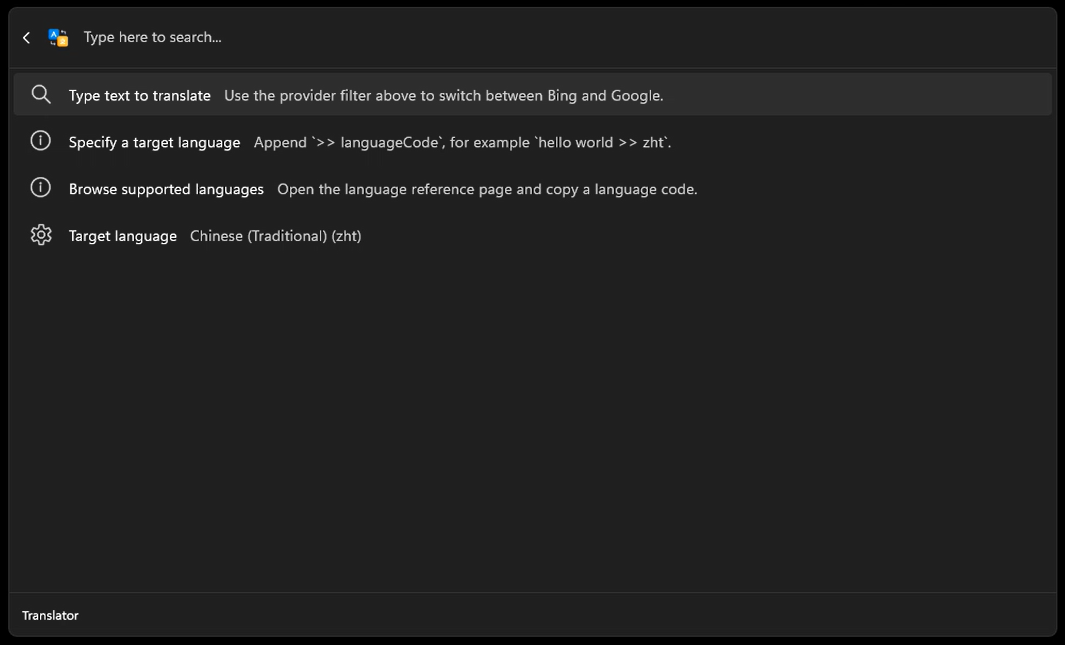 Type here to search...
Type text to translate Use the provider filter above to switch between Bing and Google.
Specify a target language Append `>> languageCode`, for example `hello world >> zht`.
Browse supported languages Open the language reference page and copy a language code.
Target language Chinese (Traditional) (zht)
Translator